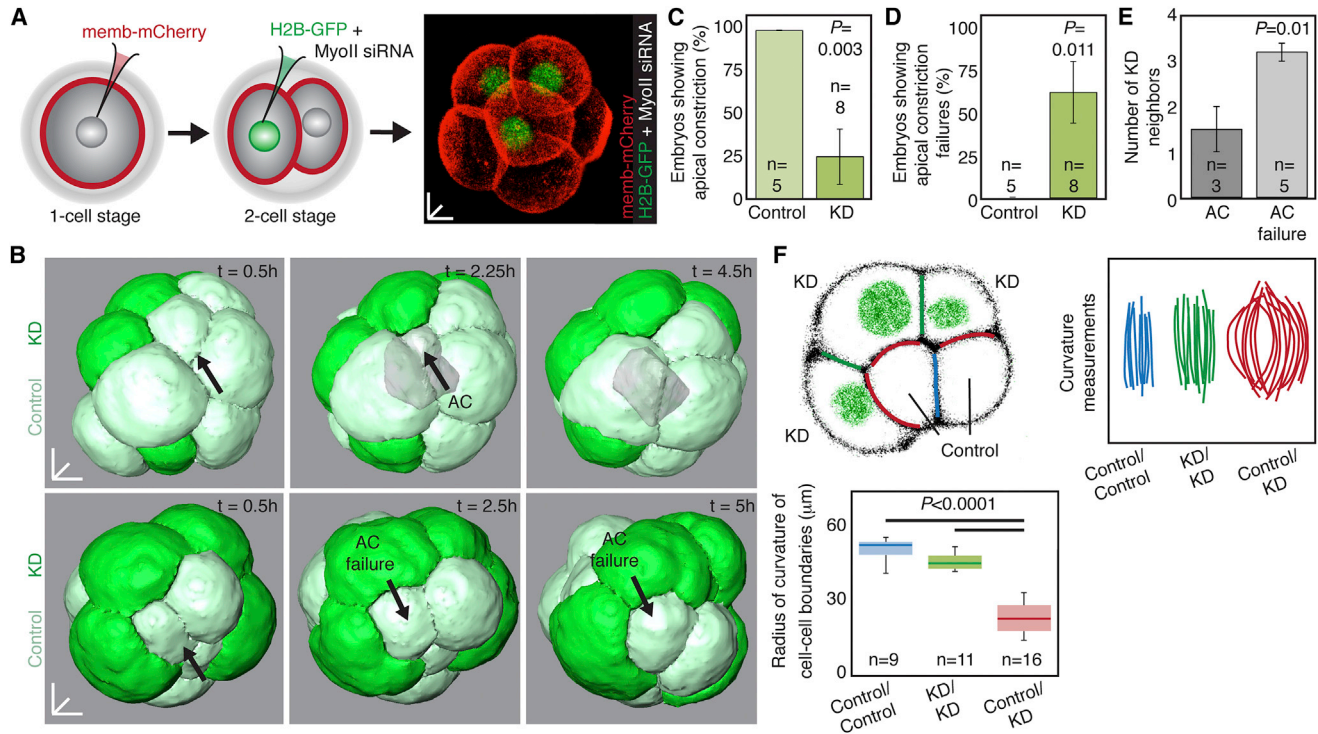 A
memb-mCherry
H2B-GFP +
MyoII siRNA
1-cell stage
2-cell stage
memb-mCherry
H2B-GFP + MyoII siRNA
B
KD
Control
t = 0.5h
t = 2.25h
AC
t = 4.5h
KD
Control
t = 0.5h
t = 2.5h
AC
failure
t = 5h
AC
failure
C
Embryos showing
apical constriction (%)
100
75
50
25
0
P=
0.003
n=
8
n=
5
Control
KD
D
Embryos showing
apical constriction
failures (%)
100
75
50
25
0
P=
0.011
n=
5
n=
8
Control
KD
E
Number of KD
neighbors
4
3
2
1
0
P=0.01
n=
3
n=
5
AC
AC
failure
F
KD
KD
KD
Control
Curvature
measurements
Control/
Control
KD/
KD
Control/
KD
Radius of curvature of
cell-cell boundaries (μm)
60
30
0
P<0.0001
n=9
n=11
n=16
Control/
Control
KD/
KD
Control/
KD